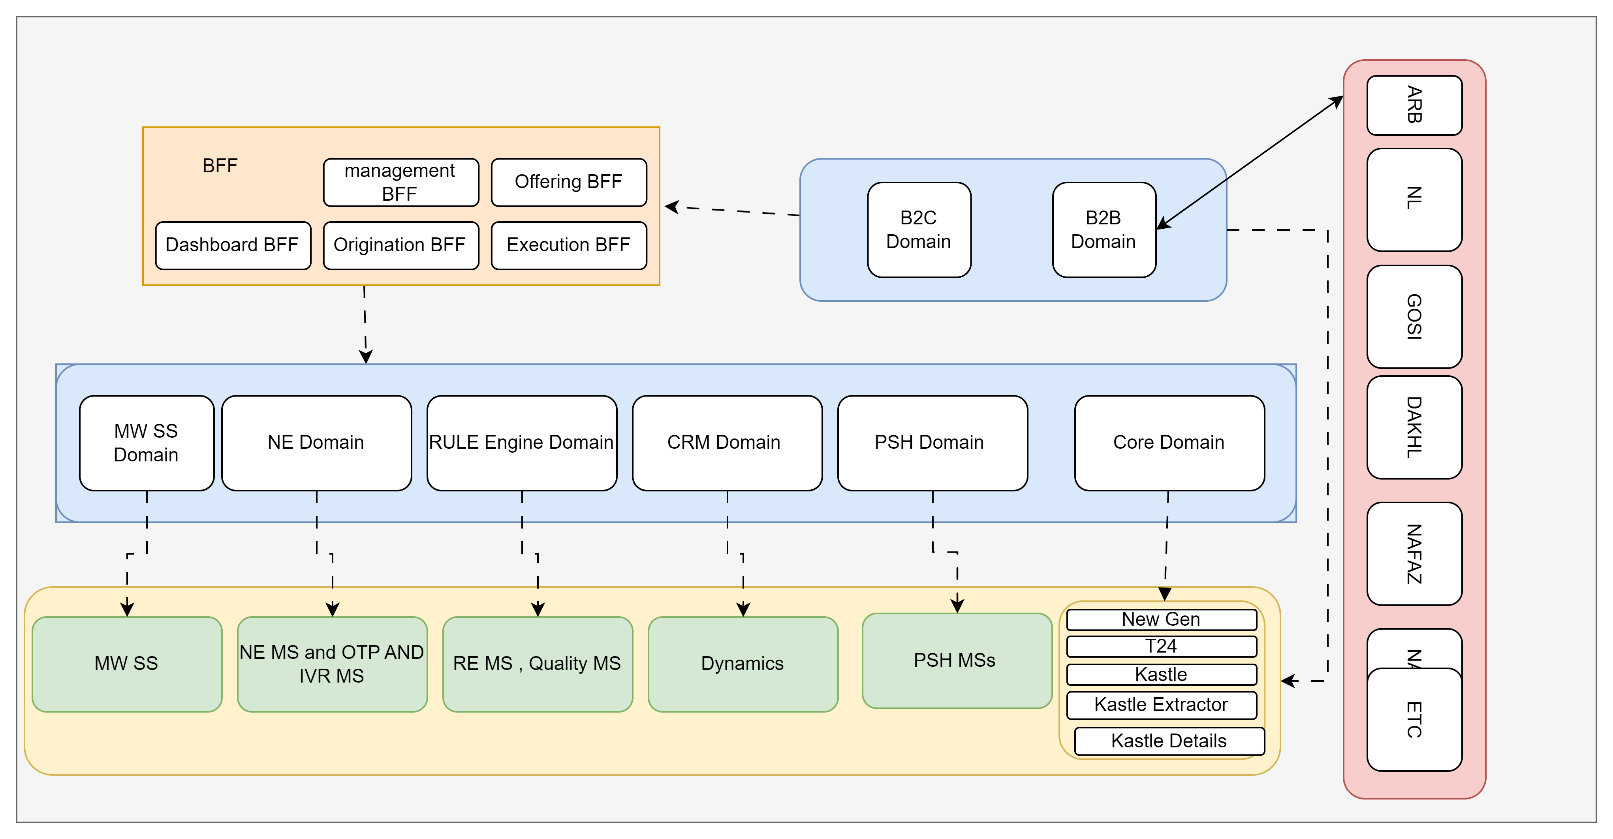 BFF
management
BFF
Offering BFF
Dashboard BFF
Origination BFF
Execution BFF
B2C
Domain
B2B
Domain
ARB
NL
GOSI
DAKHL
NAFAZ
ETC
MW SS
Domain
NE Domain
RULE Engine Domain
CRM Domain
PSH Domain
Core Domain
MW SS
NE MS and OTP AND
IVR MS
RE MS , Quality MS
Dynamics
PSH MSs
New Gen
T24
Kastle
Kastle Extractor
Kastle Details